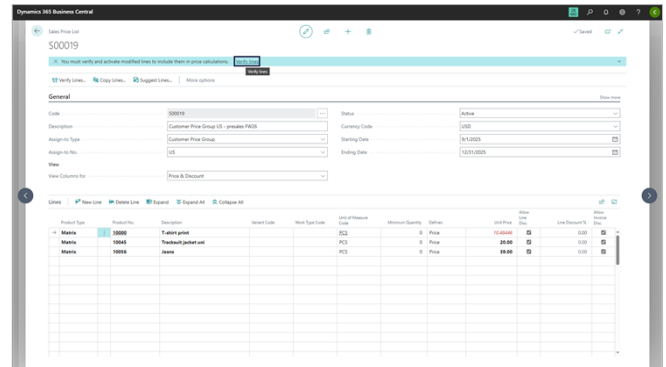 Dynamics 365 Business Central
Sales Price List
Saved
S00019
You must verify and activate modified lines to include them in price calculations. Verify lines
Verify lines
Verify Lines... Copy Lines... Suggest Lines... More options
General
Show more
Code S00019 Status Active
Description Customer Price Group US - presales FW26 Currency Code USD
Assign-to Type Customer Price Group Starting Date 9/1/2025
Assign-to No. US Ending Date 12/31/2025
View
View Columns for Price & Discount
Lines New Line Delete Line Expand Expand All Collapse All
Product Type Product No. Description Variant Code Work Type Code Unit of Measure Code Minimum Quantity Defines Unit Price Allow Line Disc. Line Discount % Allow Invoice Disc.
Matrix 10000 T-shirt print PCS 0 Price 0.00
Matrix 10045 Tracksuit jacket uni PCS 0 Price 20.00 0.00
Matrix 10056 Jeans PCS 0 Price 39.00 0.00